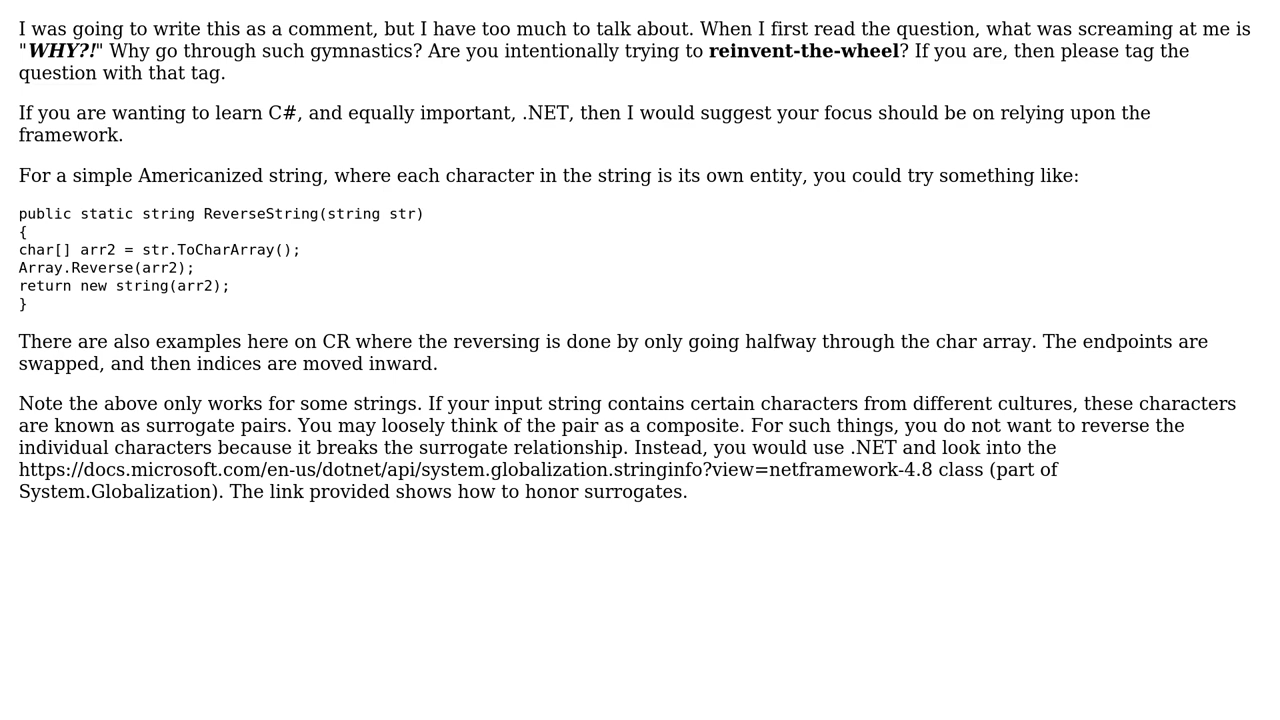 I was going to write this as a comment, but I have too much to talk about. When I first read the question, what was screaming at me is
"WHY?!" Why go through such gymnastics? Are you intentionally trying to reinvent-the-wheel? If you are, then please tag the
question with that tag.
If you are wanting to learn C#, and equally important, .NET, then I would suggest your focus should be on relying upon the
framework.
For a simple Americanized string, where each character in the string is its own entity, you could try something like:
public static string ReverseString(string str)
{
char[] arr2 = str.ToCharArray();
Array.Reverse(arr2);
return new string(arr2);
}
There are also examples here on CR where the reversing is done by only going halfway through the char array. The endpoints are
swapped, and then indices are moved inward.
Note the above only works for some strings. If your input string contains certain characters from different cultures, these characters
are known as surrogate pairs. You may loosely think of the pair as a composite. For such things, you do not want to reverse the
individual characters because it breaks the surrogate relationship. Instead, you would use .NET and look into the
https://docs.microsoft.com/en-us/dotnet/api/system.globalization.stringinfo?view=netframework-4.8 class (part of
System.Globalization). The link provided shows how to honor surrogates.